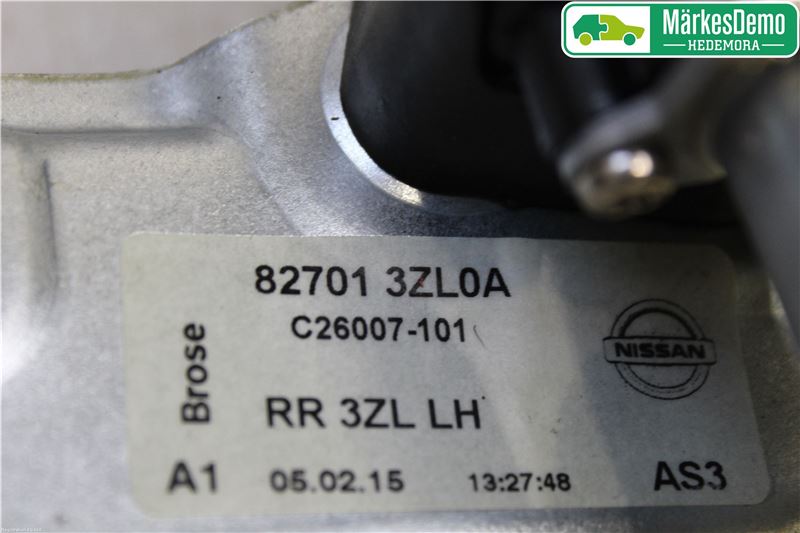 MärkesDemo
HEDEMORA
82701 3ZL0A
C26007-101
Brose
NISSAN
RR 3ZL LH
A1 05.02.15 13:27:48 AS3